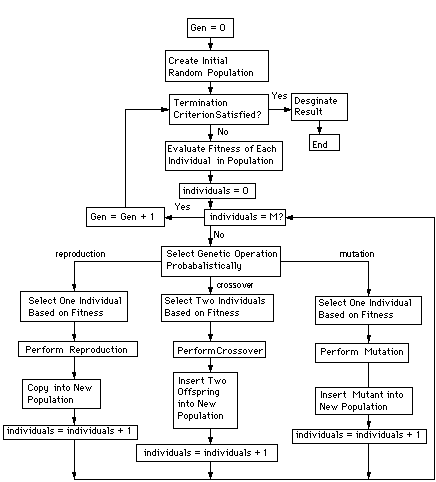 Gen = 0
Create Initial
Random Population
Termination
Criterion Satisfied?
Yes
Desginate
Result
No
End
Evaluate Fitness of Each
Individual in Population
individuals = 0
Gen = Gen + 1
Yes
individuals = M?
No
reproduction
Select Genetic Operation
Probabalistically
mutation
crossover
Select One Individual
Based on Fitness
Select Two Individuals
Based on Fitness
Select One Individual
Based on Fitness
Perform Reproduction
Perform Crossover
Perform Mutation
Copy into New
Population
Insert Two
Offspring
into New
Population
Insert Mutant into
New Population
individuals = individuals + 1
individuals = individuals + 1
individuals = individuals + 1